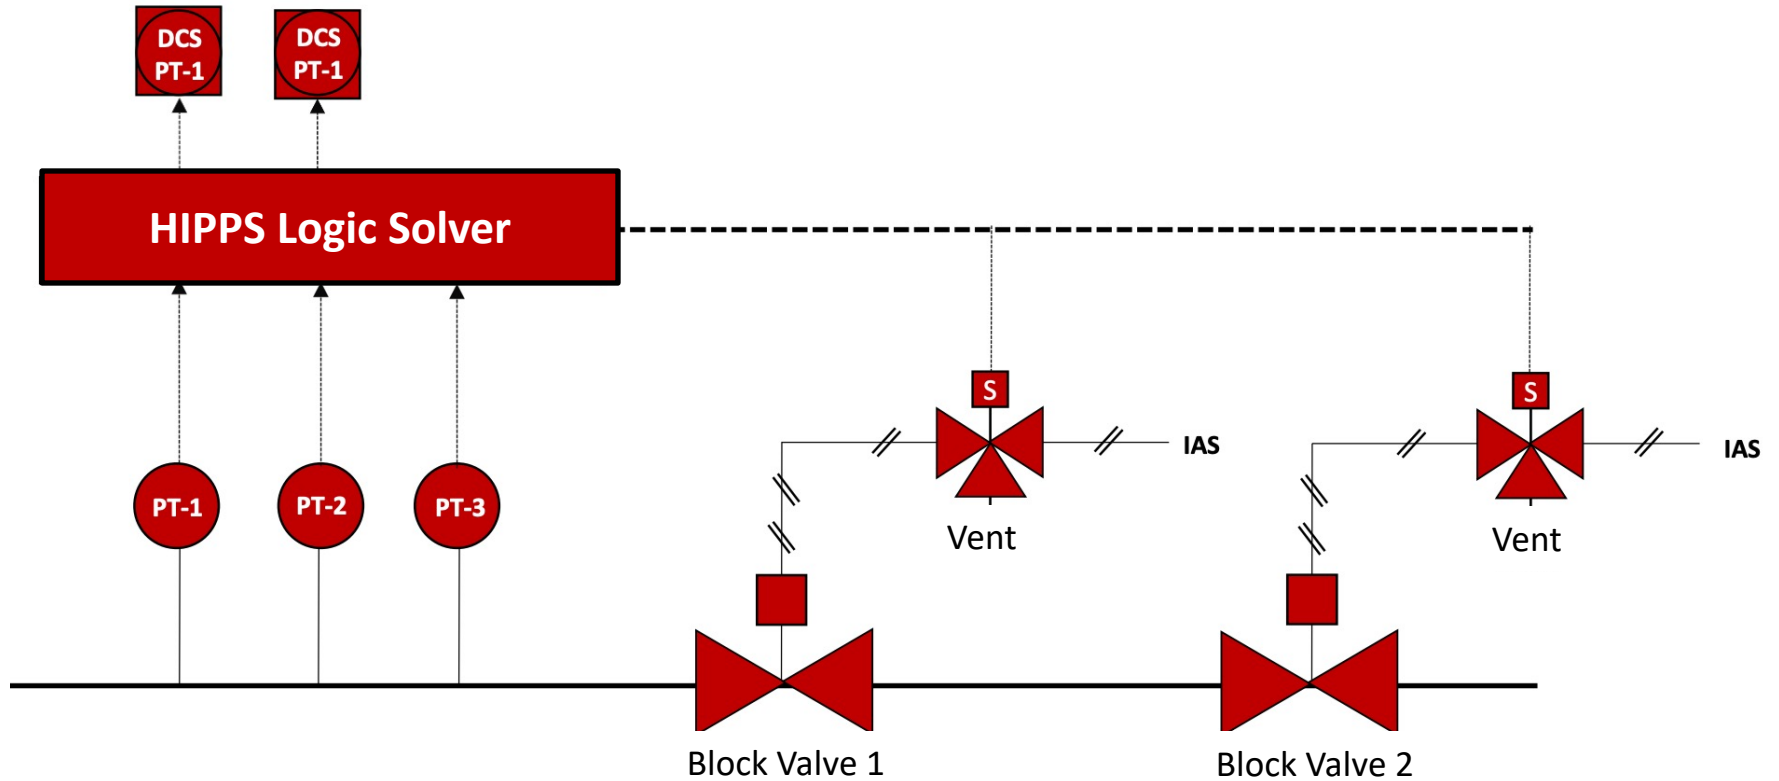 DCS
PT-1
DCS
PT-1
HIPPS Logic Solver
S
S
IAS
IAS
PT-1
PT-2
PT-3
Vent
Vent
Block Valve 1
Block Valve 2